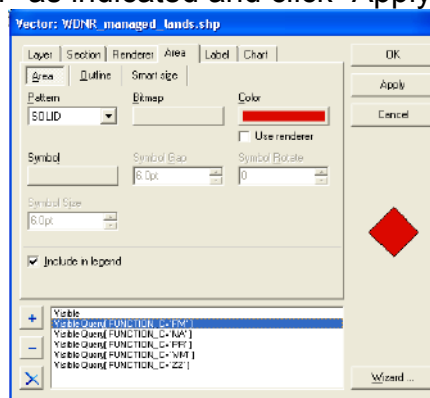 as indicated and click "Apply
Vector: WDNR_managed_lands.shp
Layer Section Renderer Area Label Chart
OK
Area Outline Smart size
Apply
Pattern Bitmap Color
SOLID
Cancel
Use renderer
Symbol Symbol Gap Symbol Rotate
6.0pt 0
Symbol Size
6.0pt
Include in legend
+ Visible
Visible Query[ FUNCTION_C='FM' ]
Visible Query[ FUNCTION_C='NA' ]
− Visible Query[ FUNCTION_C='PR' ]
Visible Query[ FUNCTION_C='WM' ]
Visible Query[ FUNCTION_C='ZZ' ]
Wizard ...